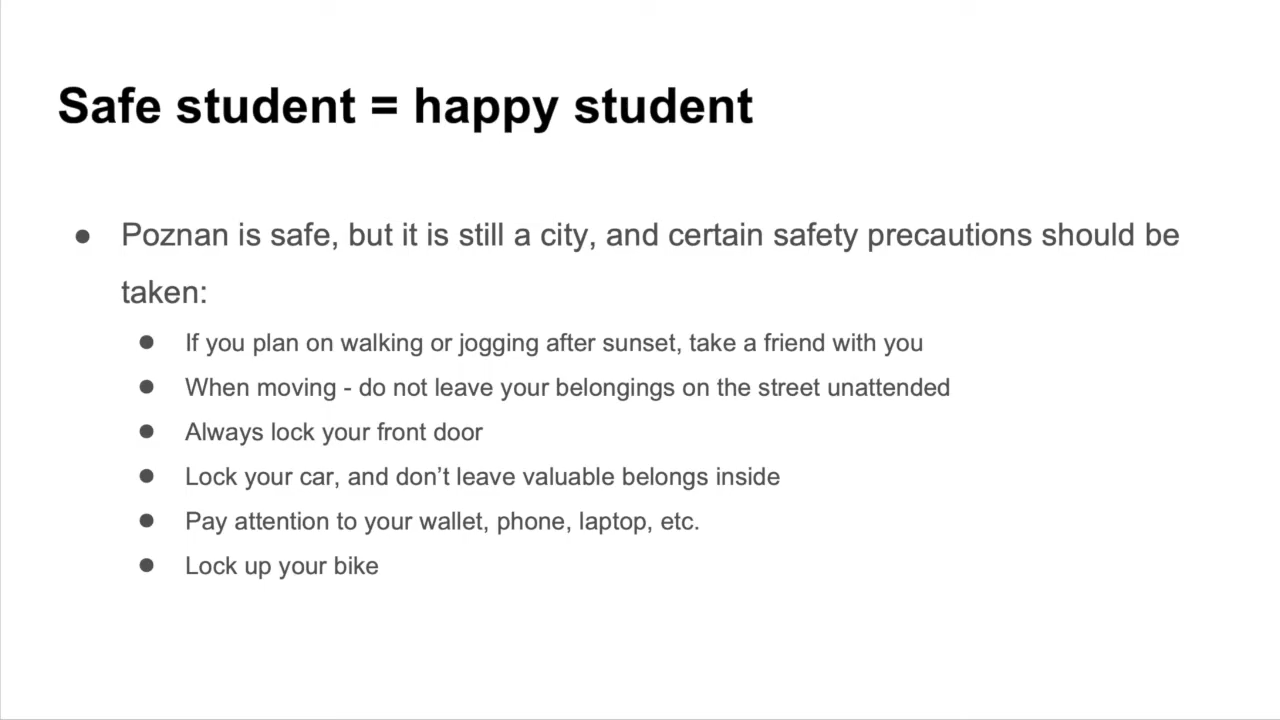 Safe student = happy student
● Poznan is safe, but it is still a city, and certain safety precautions should be
taken:
● If you plan on walking or jogging after sunset, take a friend with you
● When moving - do not leave your belongings on the street unattended
● Always lock your front door
● Lock your car, and don’t leave valuable belongs inside
● Pay attention to your wallet, phone, laptop, etc.
● Lock up your bike